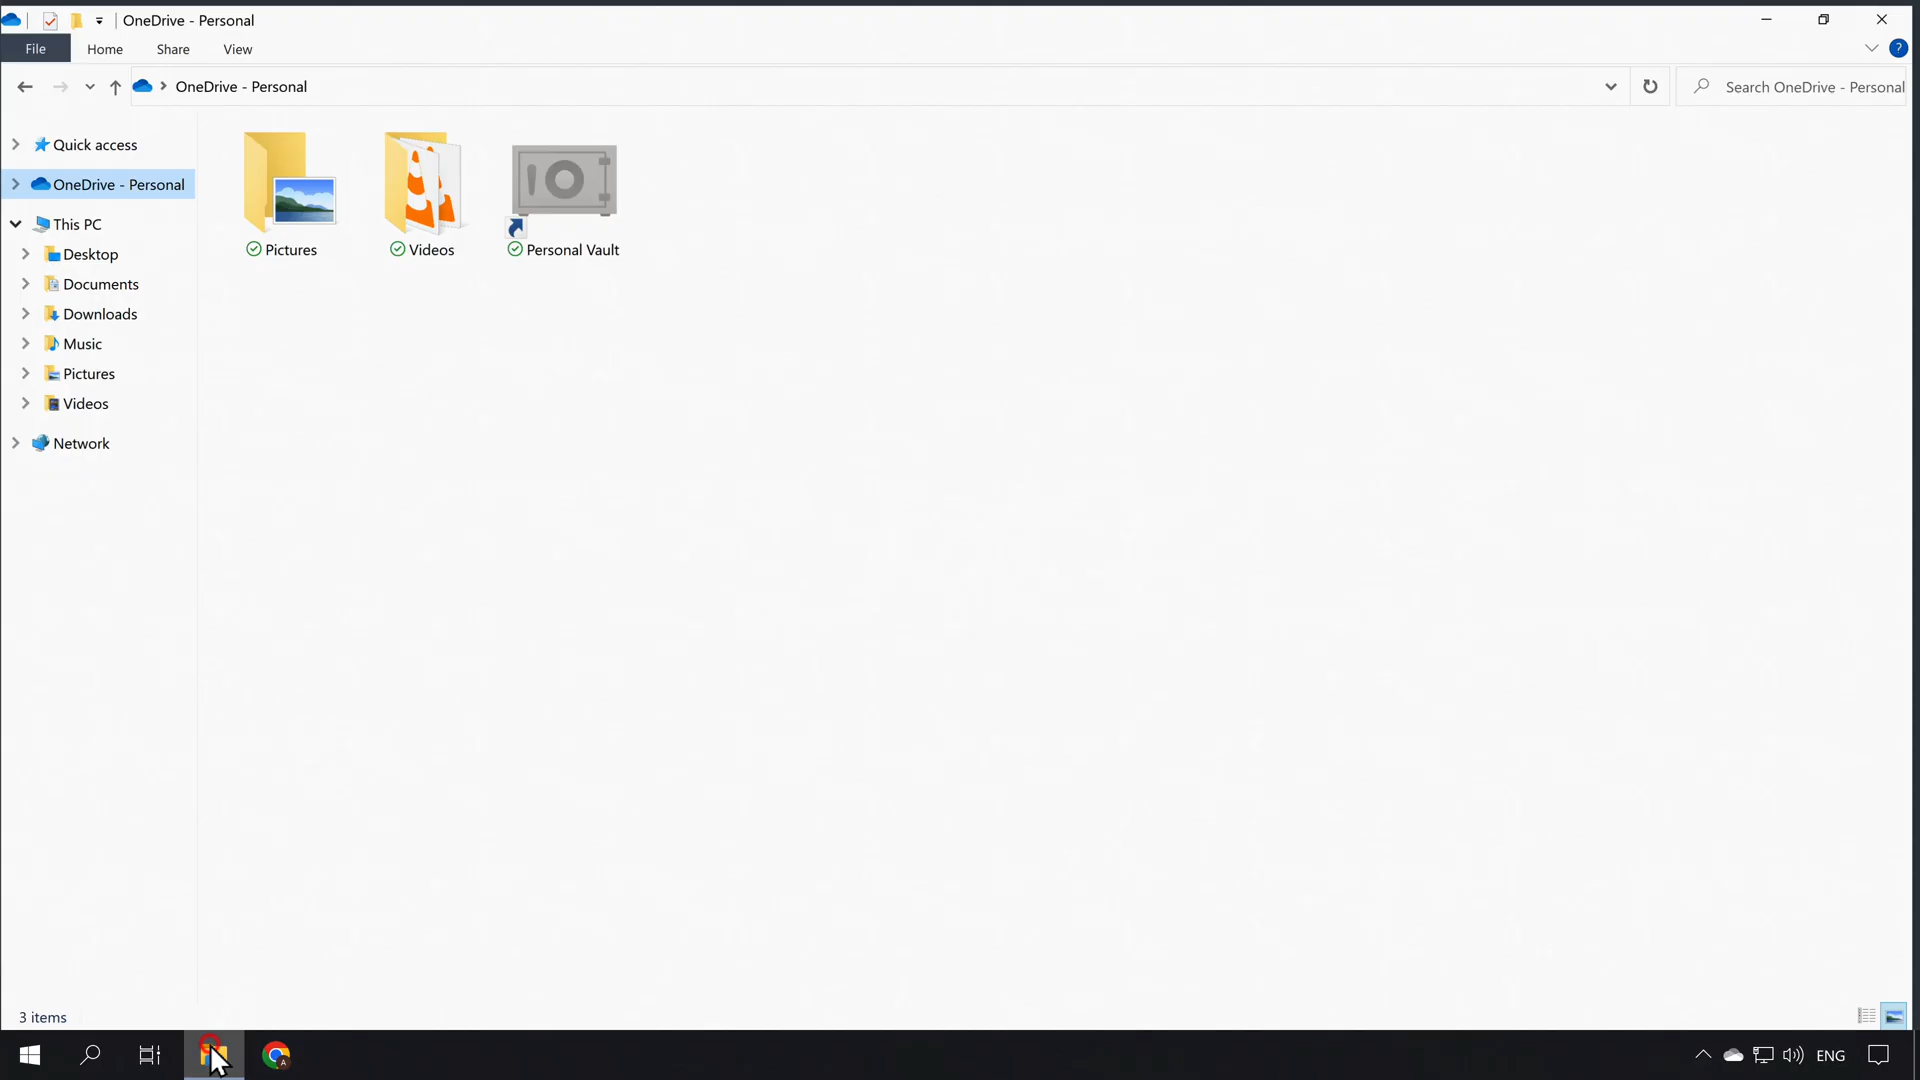 OneDrive - Personal
File Home Share View
?
OneDrive - Personal
Search OneDrive - Personal
Quick access
OneDrive - Personal
This PC
Desktop
Documents
Downloads
Music
Pictures
Videos
Network
Pictures
Videos
Personal Vault
3 items
A
ENG